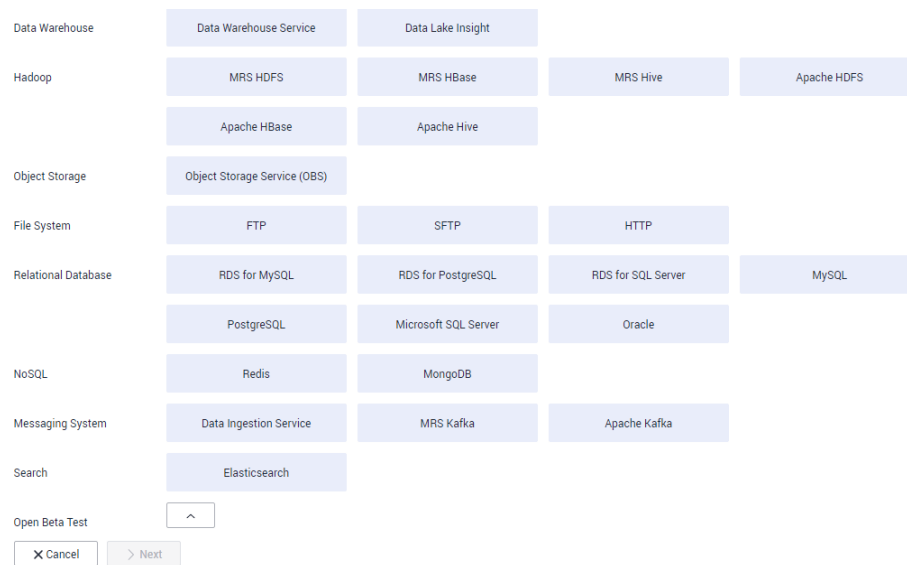 Data Warehouse Data Warehouse Service Data Lake Insight
Hadoop MRS HDFS MRS HBase MRS Hive Apache HDFS
Apache HBase Apache Hive
Object Storage Object Storage Service (OBS)
File System FTP SFTP HTTP
Relational Database RDS for MySQL RDS for PostgreSQL RDS for SQL Server MySQL
PostgreSQL Microsoft SQL Server Oracle
NoSQL Redis MongoDB
Messaging System Data Ingestion Service MRS Kafka Apache Kafka
Search Elasticsearch
Open Beta Test
Cancel Next